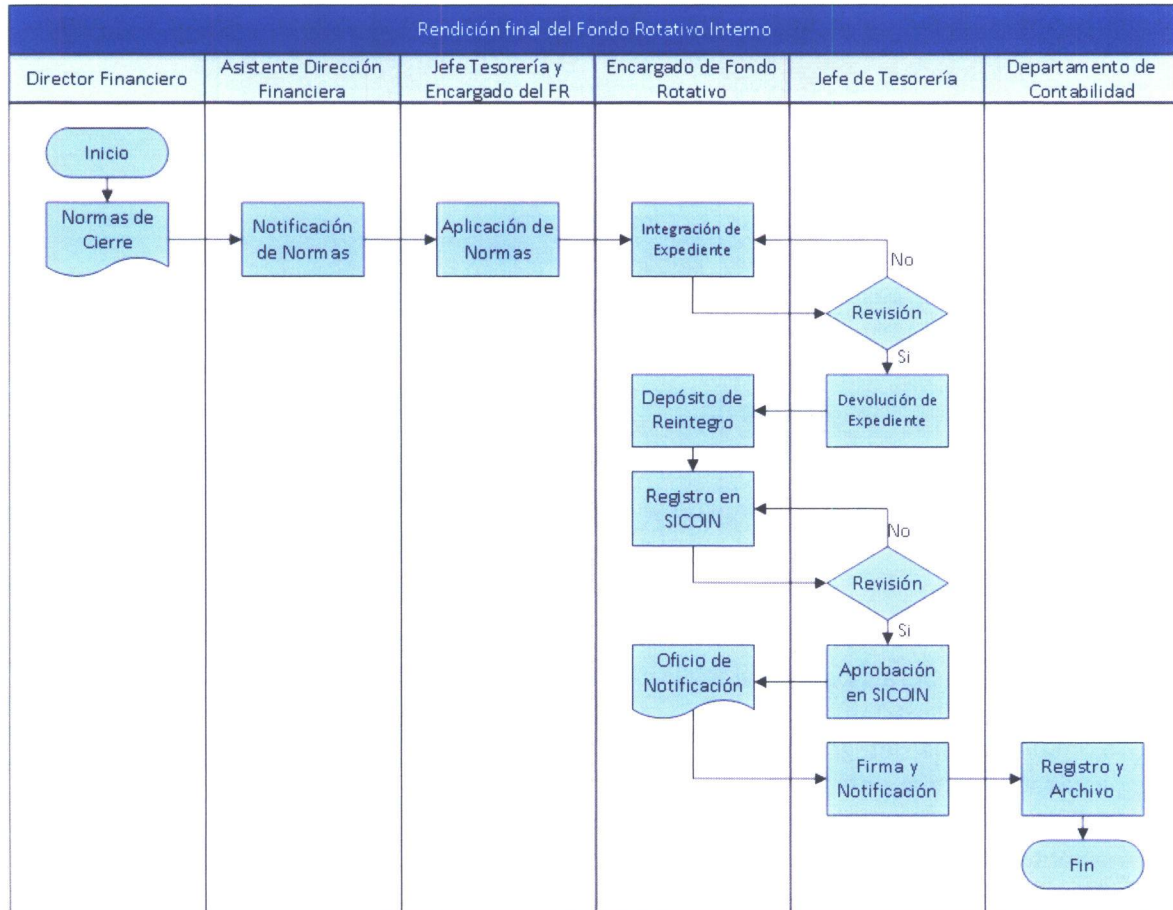 Rendición final del Fondo Rotativo Interno
Director Financiero
Asistente Dirección
Financiera
Jefe Tesorería y
Encargado del FR
Encargado de Fondo
Rotativo
Jefe de Tesorería
Departamento de
Contabilidad
Inicio
Normas de
Cierre
Notificación
de Normas
Aplicación de
Normas
Integración de
Expediente
No
Revisión
Si
Devolución de
Expediente
Depósito de
Reintegro
Registro en
SICOIN
No
Revisión
Si
Aprobación
en SICOIN
Oficio de
Notificación
Firma y
Notificación
Registro y
Archivo
Fin